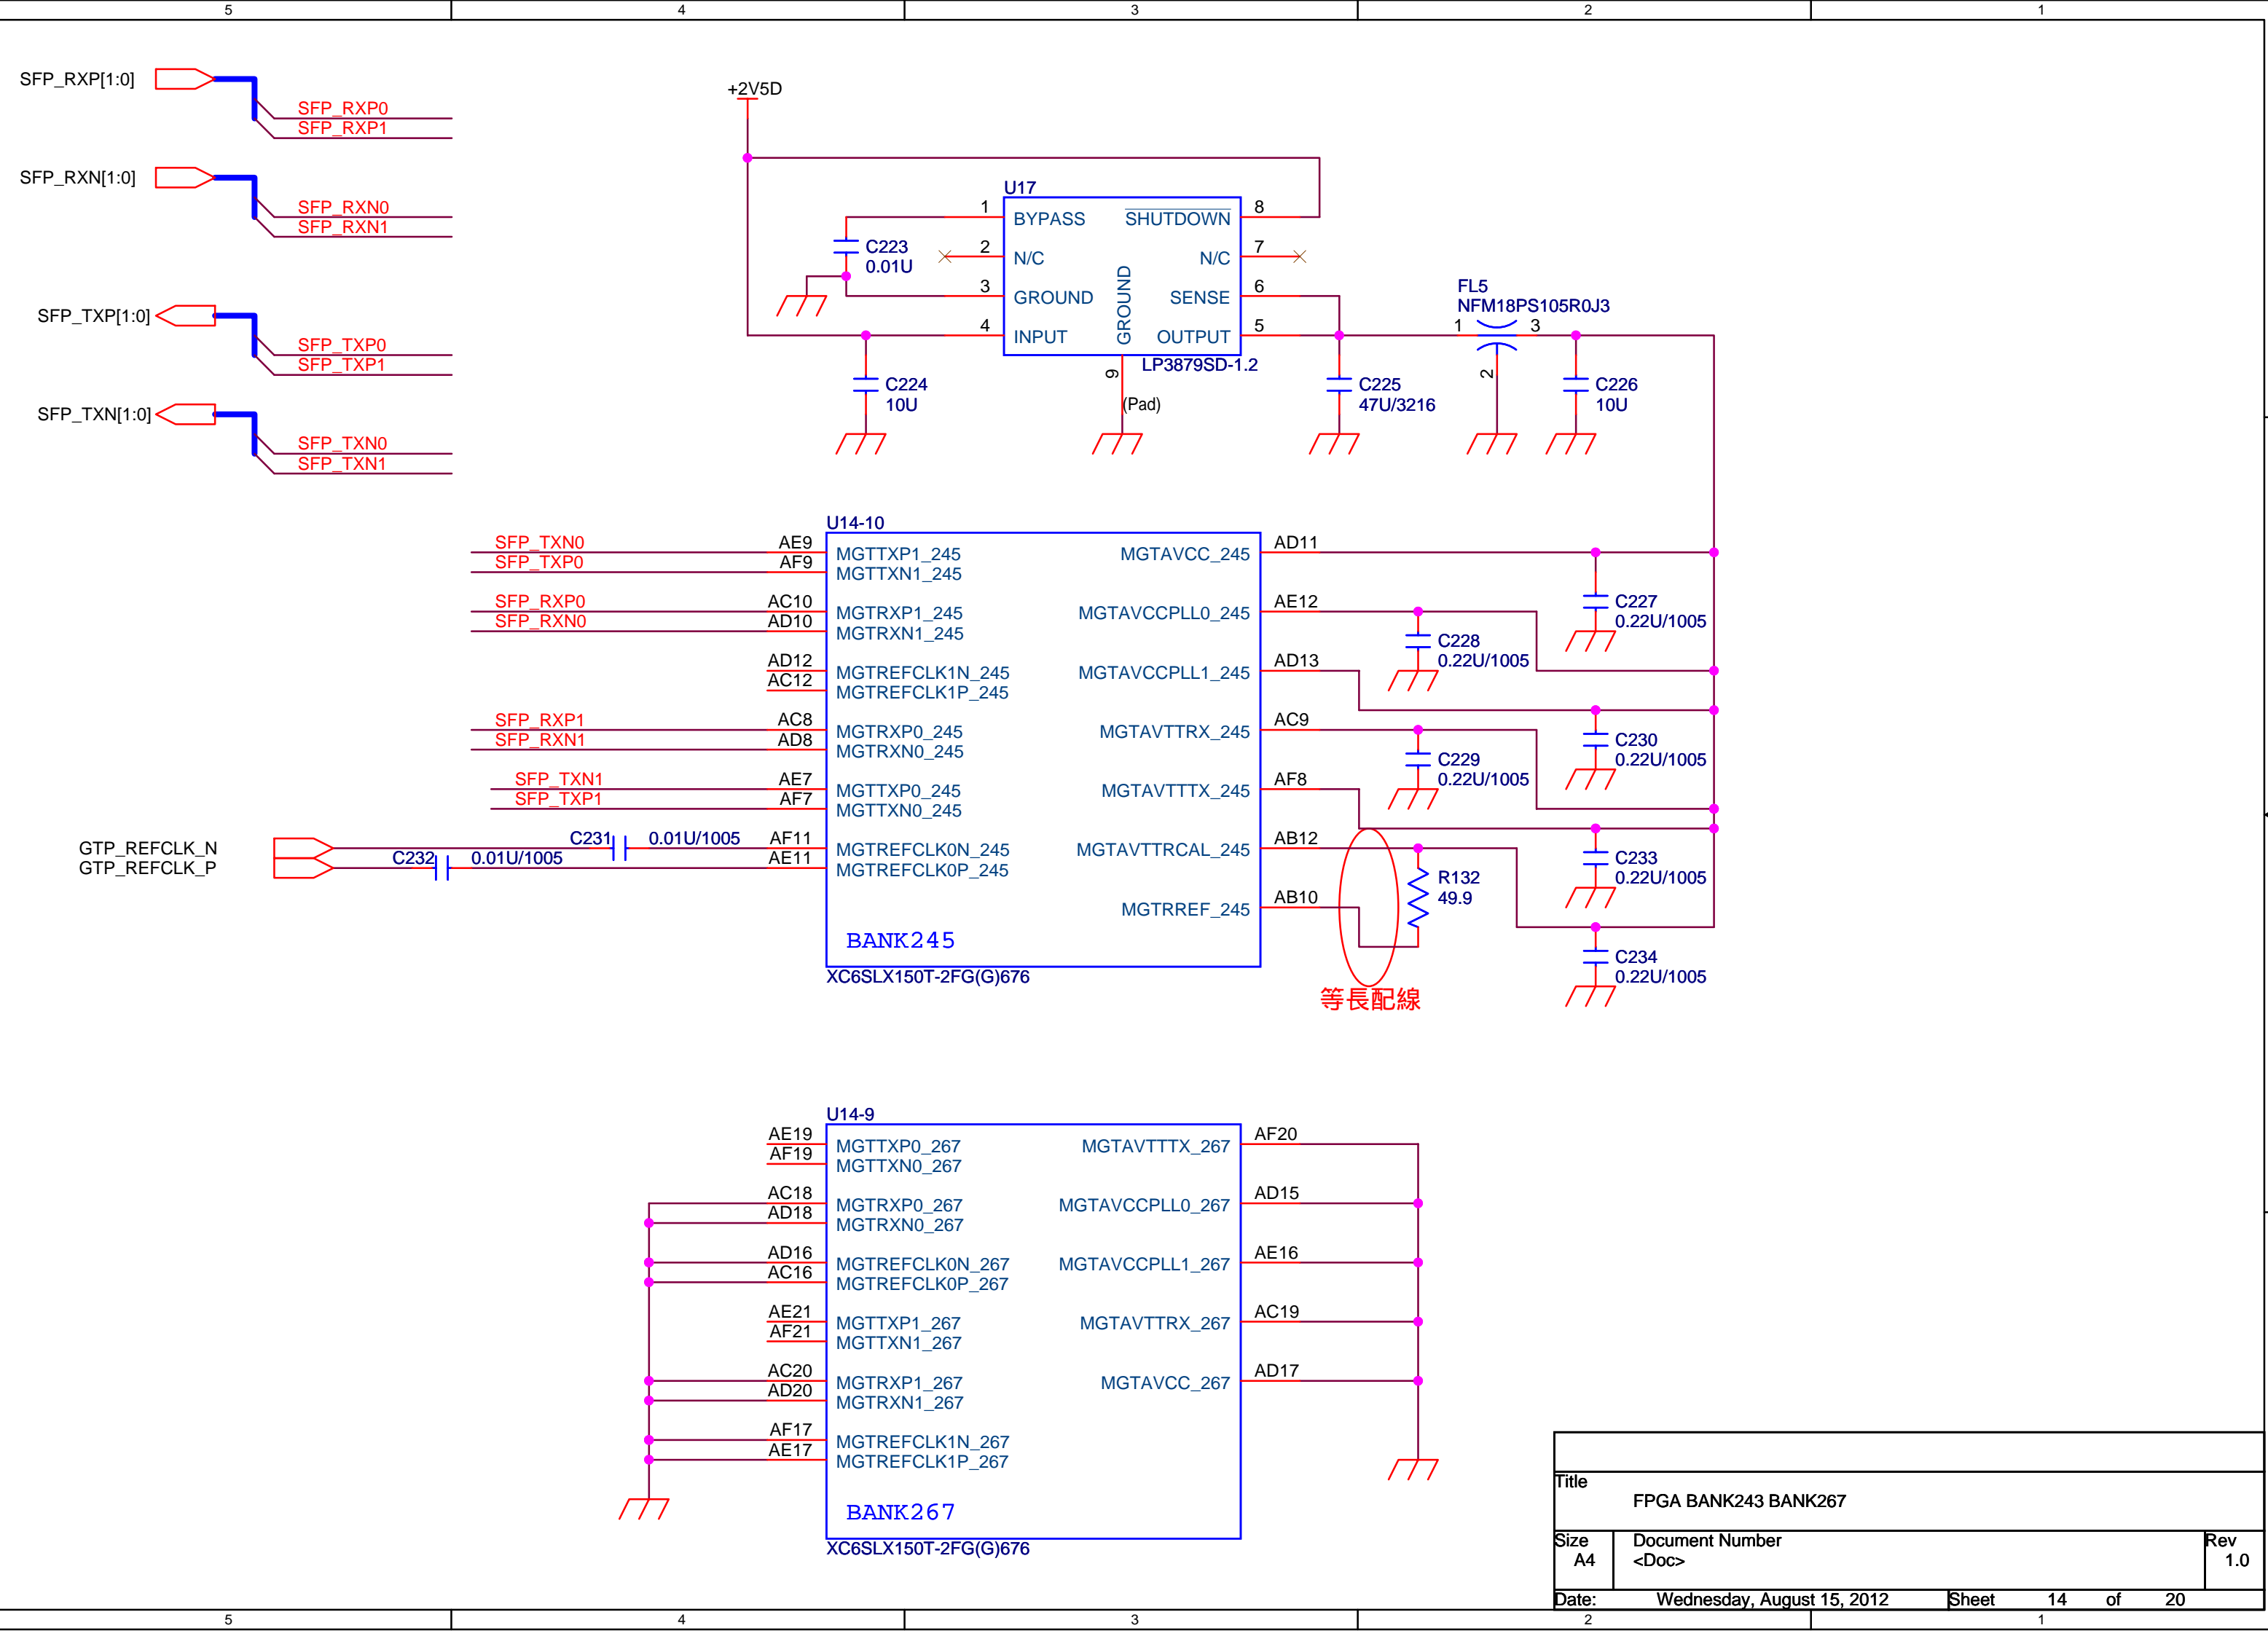 5 4 3 2 1
SFP_RXP[1:0]
SFP_RXP0
SFP_RXP1
SFP_RXN[1:0]
SFP_RXN0
SFP_RXN1
SFP_TXP[1:0]
SFP_TXP0
SFP_TXP1
SFP_TXN[1:0]
SFP_TXN0
SFP_TXN1
+2V5D
U17
1 BYPASS SHUTDOWN 8
2 N/C N/C 7
3 GROUND SENSE 6
4 INPUT OUTPUT 5
GROUND
9
(Pad)
LP3879SD-1.2
C223
0.01U
C224
10U
C225
47U/3216
FL5
NFM18PS105R0J3
1 3
2
C226
10U
U14-10
SFP_TXN0 AE9 MGTTXP1_245
SFP_TXP0 AF9 MGTTXN1_245
SFP_RXP0 AC10 MGTRXP1_245
SFP_RXN0 AD10 MGTRXN1_245
AD12 MGTREFCLK1N_245
AC12 MGTREFCLK1P_245
SFP_RXP1 AC8 MGTRXP0_245
SFP_RXN1 AD8 MGTRXN0_245
SFP_TXN1 AE7 MGTTXP0_245
SFP_TXP1 AF7 MGTTXN0_245
GTP_REFCLK_N C231 0.01U/1005 AF11 MGTREFCLK0N_245
GTP_REFCLK_P C232 0.01U/1005 AE11 MGTREFCLK0P_245
MGTAVCC_245 AD11
MGTAVCCPLL0_245 AE12
MGTAVCCPLL1_245 AD13
MGTAVTTRX_245 AC9
MGTAVTTTX_245 AF8
MGTAVTTRCAL_245 AB12
MGTRREF_245 AB10
BANK245
XC6SLX150T-2FG(G)676
C227
0.22U/1005
C228
0.22U/1005
C230
0.22U/1005
C229
0.22U/1005
C233
0.22U/1005
R132
49.9
C234
0.22U/1005
等長配線
U14-9
AE19 MGTTXP0_267
AF19 MGTTXN0_267
AC18 MGTRXP0_267
AD18 MGTRXN0_267
AD16 MGTREFCLK0N_267
AC16 MGTREFCLK0P_267
AE21 MGTTXP1_267
AF21 MGTTXN1_267
AC20 MGTRXP1_267
AD20 MGTRXN1_267
AF17 MGTREFCLK1N_267
AE17 MGTREFCLK1P_267
MGTAVTTTX_267 AF20
MGTAVCCPLL0_267 AD15
MGTAVCCPLL1_267 AE16
MGTAVTTRX_267 AC19
MGTAVCC_267 AD17
BANK267
XC6SLX150T-2FG(G)676
Title
FPGA BANK243 BANK267
Size Document Number Rev
A4 <Doc> 1.0
Date: Wednesday, August 15, 2012 Sheet 14 of 20
5 4 3 2 1